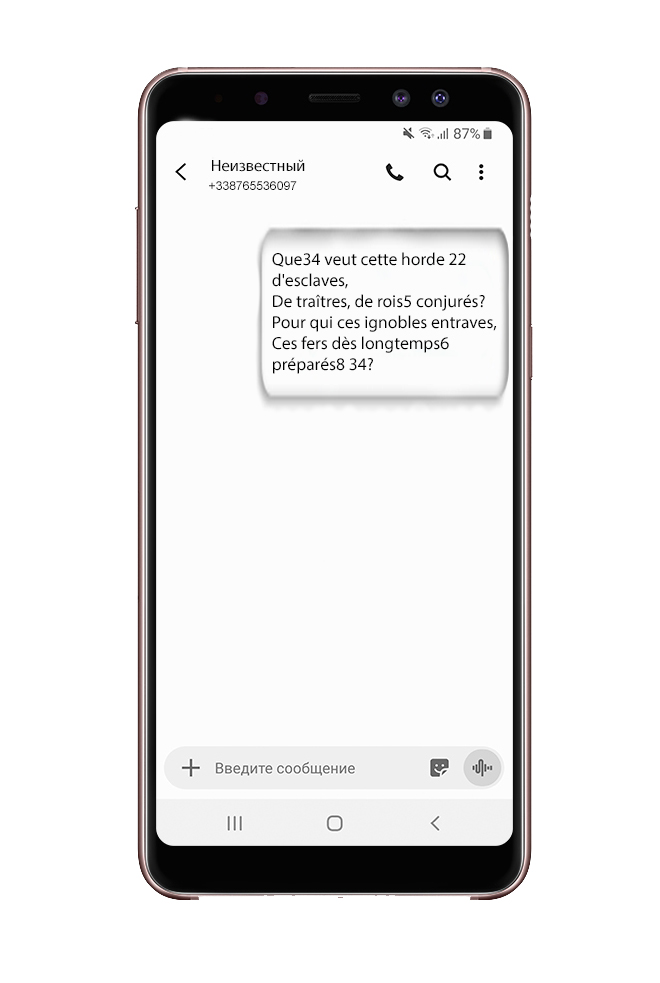 87%
Неизвестный
+338765536097
Que34 veut cette horde 22
d'esclaves,
De traîtres, de rois5 conjurés?
Pour qui ces ignobles entraves,
Ces fers dès longtemps6
préparés8 34?
Введите сообщение